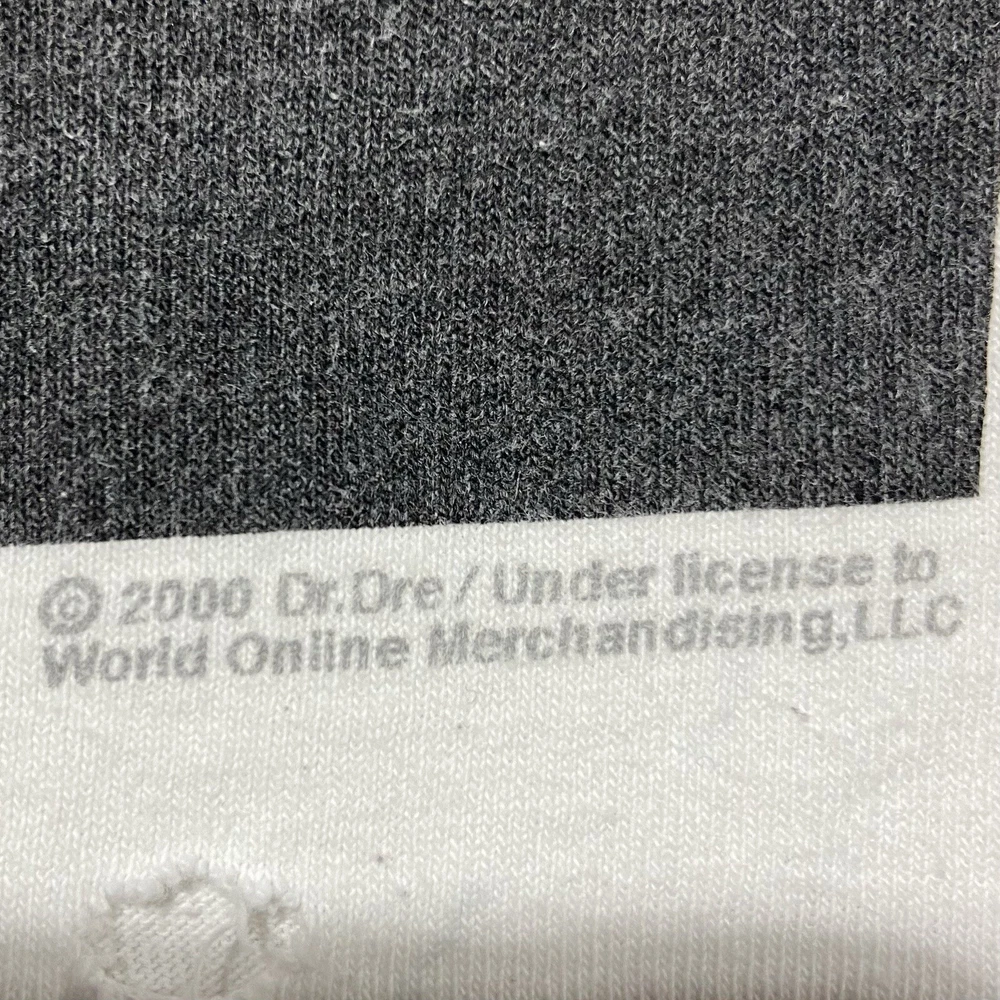 © 2000 Dr.Dre / Under license to
World Online Merchandising,LLC